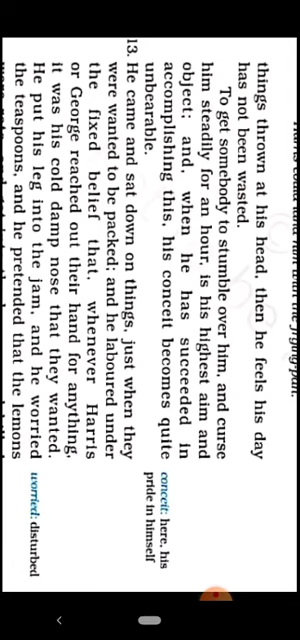 things thrown at his head, then he feels his day
has not been wasted.
To get somebody to stumble over him, and curse
him steadily for an hour, is his highest aim and
object; and, when he has succeeded in
accomplishing this, his conceit becomes quite
unbearable.
conceit: here, his
pride in himself
13. He came and sat down on things, just when they
were wanted to be packed; and he laboured under
the fixed belief that, whenever Harris
or George reached out their hand for anything,
it was his cold damp nose that they wanted.
He put his leg into the jam, and he worried
the teaspoons, and he pretended that the lemons
worried: disturbed